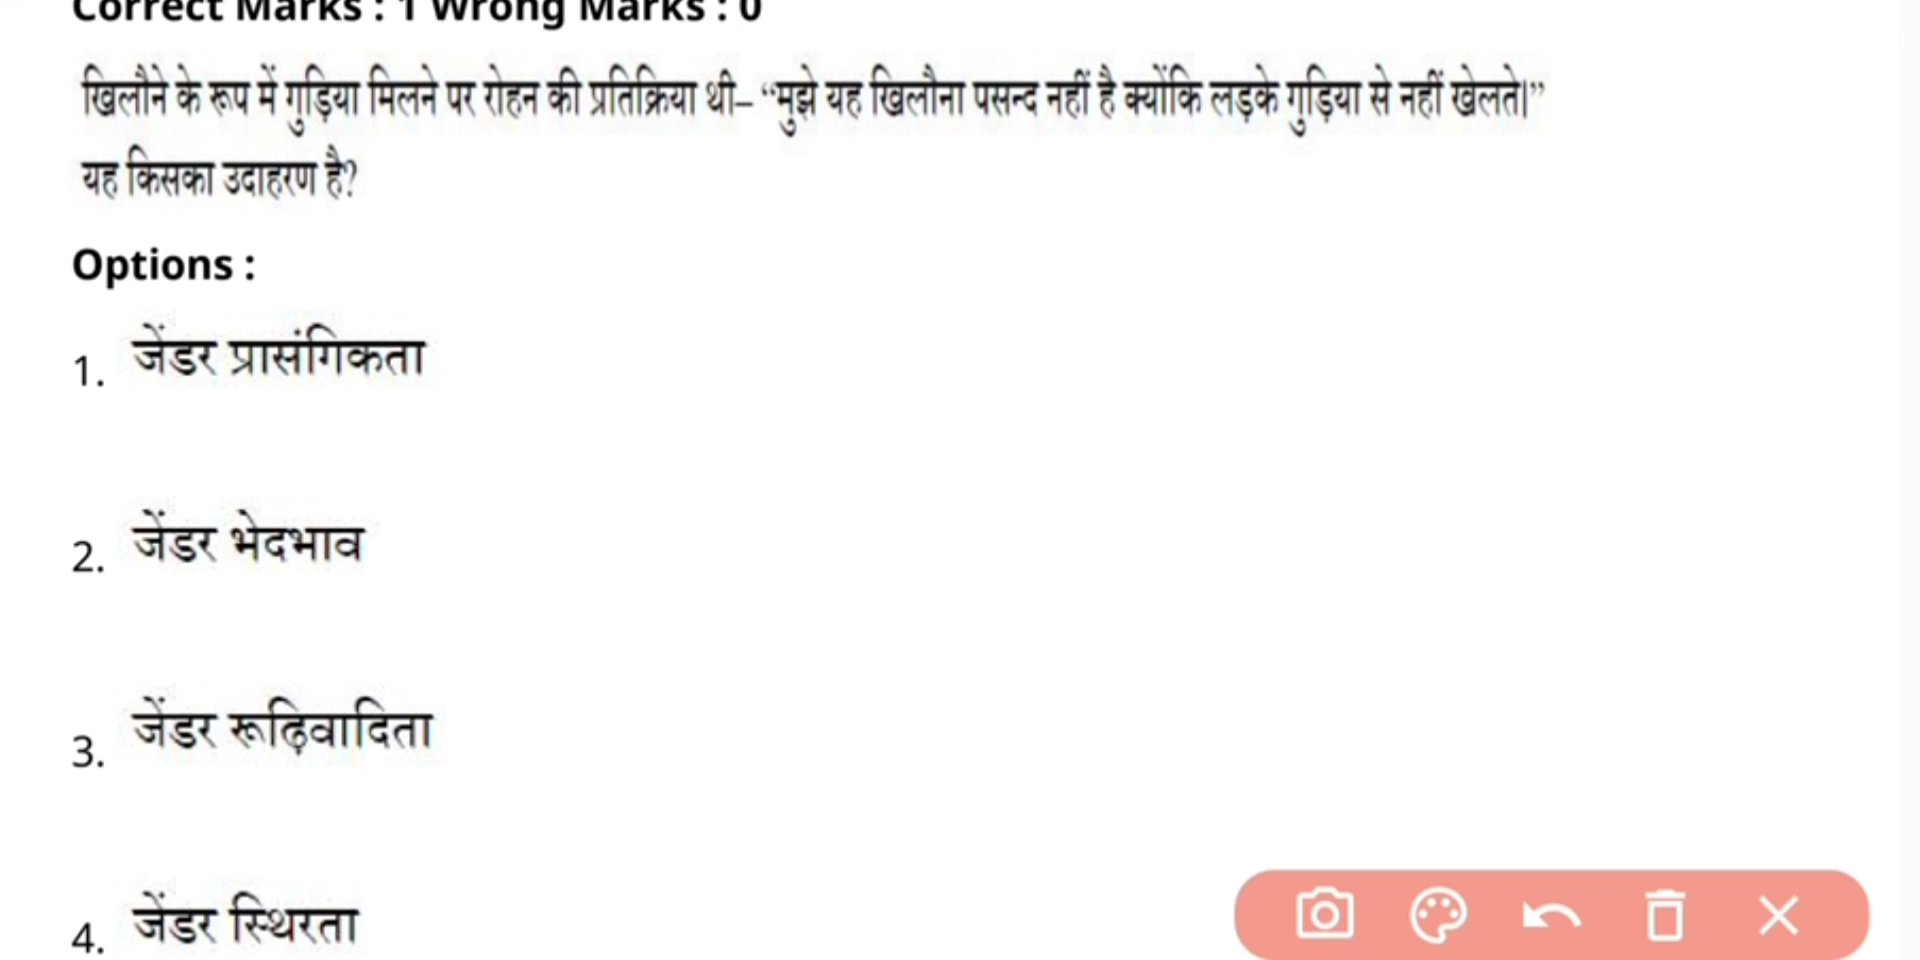 Correct Marks : 1 Wrong Marks : 0
खिलौने के रूप में गुड़िया मिलने पर रोहन की प्रतिक्रिया थी– “मुझे यह खिलौना पसन्द नहीं है क्योंकि लड़के गुड़िया से नहीं खेलते।”
यह किसका उदाहरण है?
Options :
1. जेंडर प्रासंगिकता
2. जेंडर भेदभाव
3. जेंडर रूढ़िवादिता
4. जेंडर स्थिरता